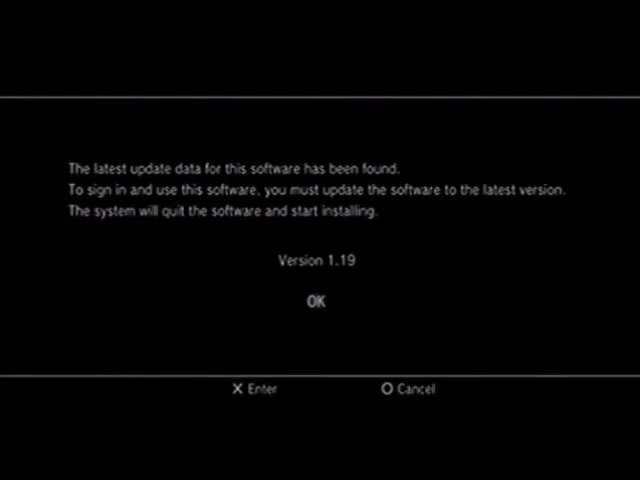 The latest update data for this software has been found.
To sign in and use this software, you must update the software to the latest version.
The system will quit the software and start installing.
Version 1.19
OK
X Enter
O Cancel